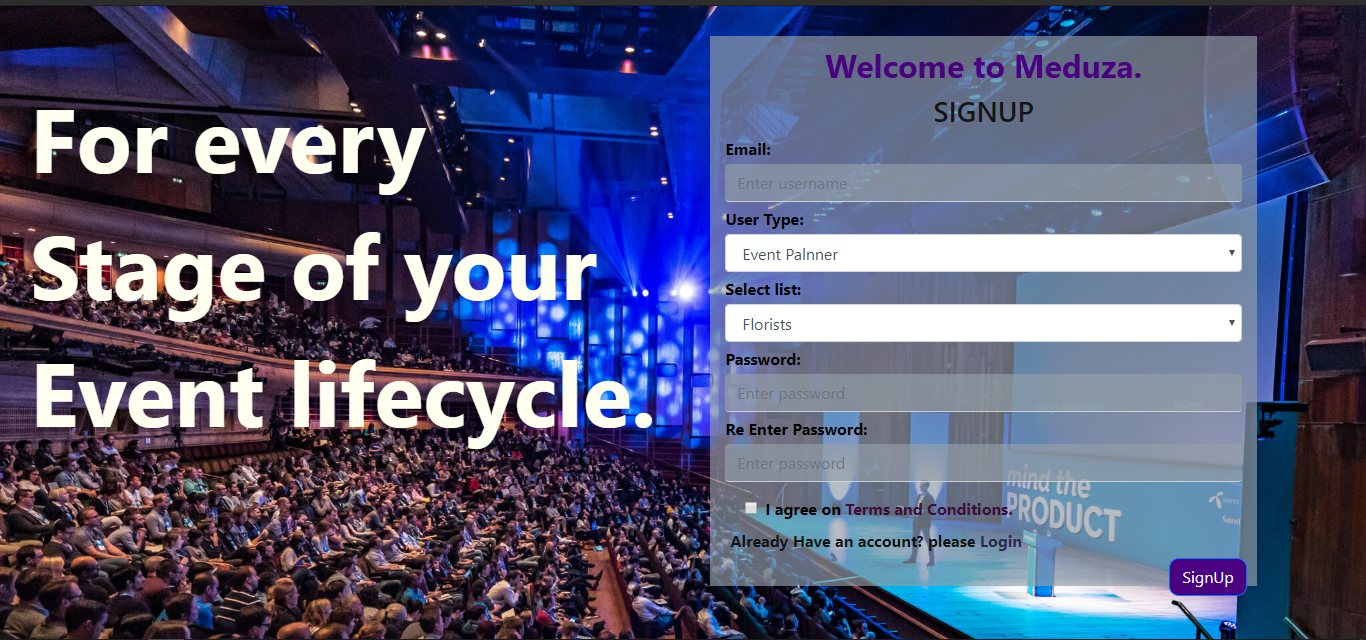 For every
Stage of your
Event lifecycle.
Welcome to Meduza.
SIGNUP
Email:
Enter username
User Type:
Event Palnner
Select list:
Florists
Password:
Enter password
Re Enter Password:
Enter password
I agree on Terms and Conditions.
Already Have an account? please Login
SignUp
mind the
PRODUCT